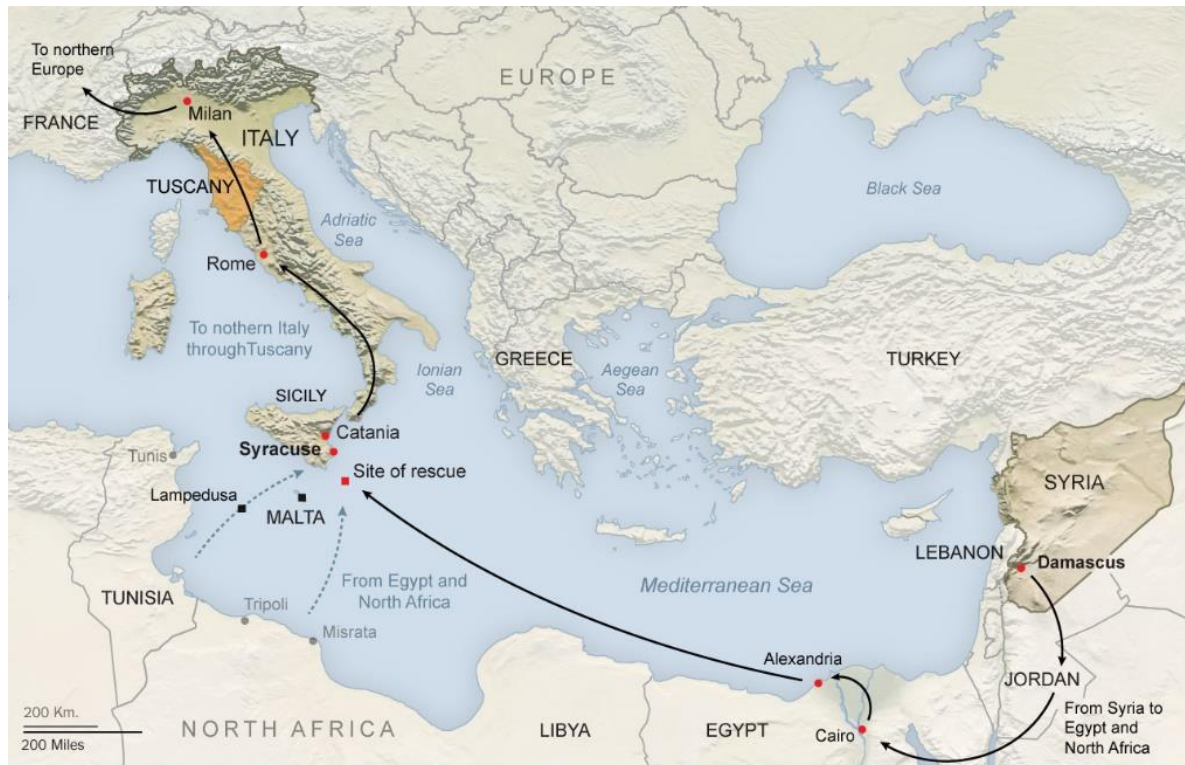 To northern
Europe
FRANCE
Milan
ITALY
EUROPE
TUSCANY
Adriatic
Sea
Black Sea
Rome
To nothern Italy
throughTuscany
Ionian
Sea
GREECE
Aegean
Sea
TURKEY
SICILY
Catania
Syracuse
Tunis
Site of rescue
Lampedusa
MALTA
SYRIA
LEBANON
Damascus
Mediterranean Sea
From Egypt and
North Africa
TUNISIA
Tripoli
Misrata
Alexandria
JORDAN
From Syria to
Egypt and
North Africa
200 Km.
200 Miles
NORTH AFRICA
LIBYA
EGYPT
Cairo